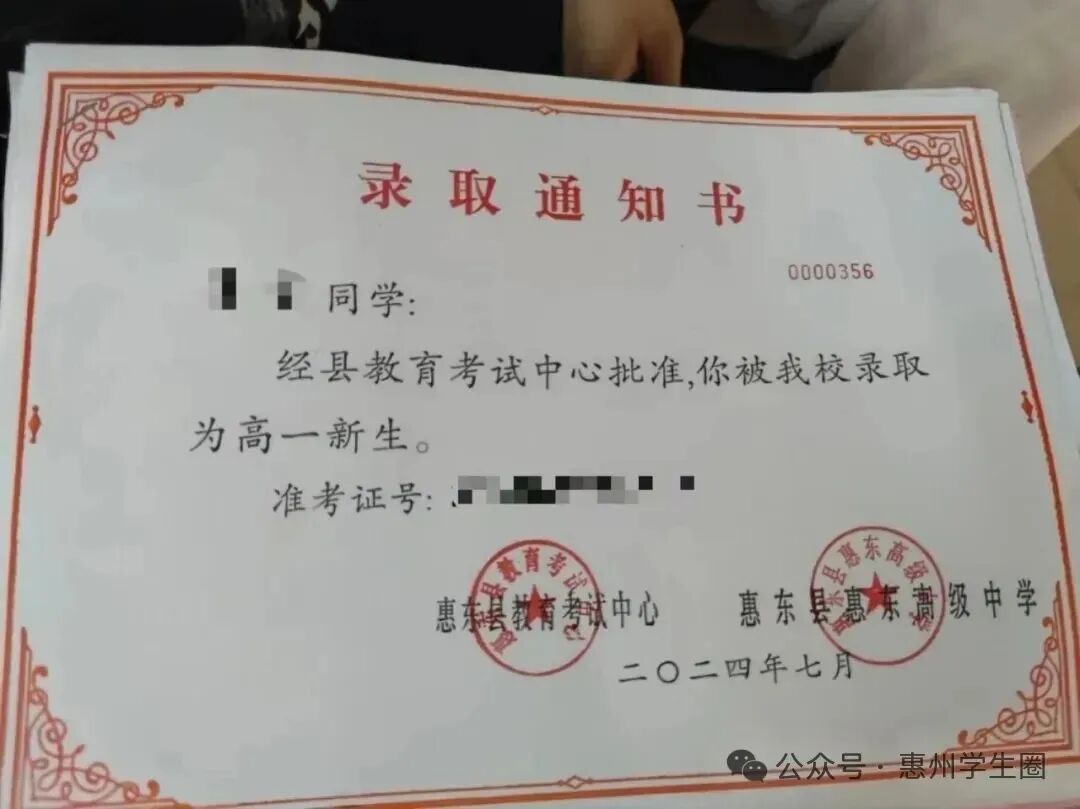 录取通知书
0000356
同学:
经县教育考试中心批准,你被我校录取
为高一新生。
准考证号:
惠东县教育考试中心
惠东县惠东高级中学
二〇二四年七月
公众号·惠州学生圈